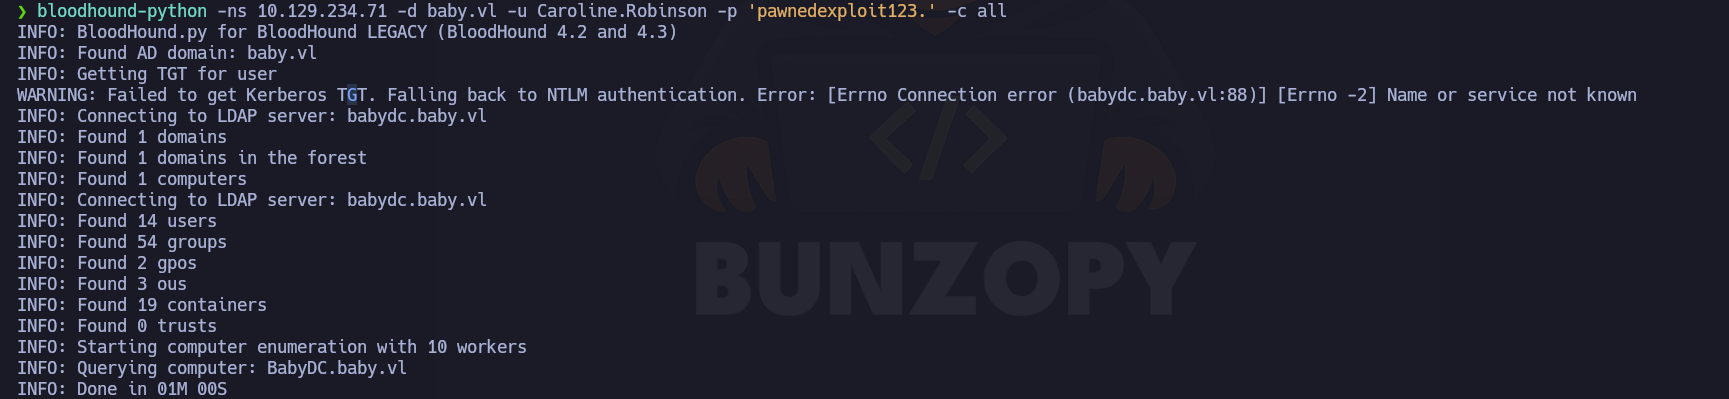 ❯ bloodhound-python -ns 10.129.234.71 -d baby.vl -u Caroline.Robinson -p 'pawnedexploit123.' -c all
INFO: BloodHound.py for BloodHound LEGACY (BloodHound 4.2 and 4.3)
INFO: Found AD domain: baby.vl
INFO: Getting TGT for user
WARNING: Failed to get Kerberos TGT. Falling back to NTLM authentication. Error: [Errno Connection error (babydc.baby.vl:88)] [Errno -2] Name or service not known
INFO: Connecting to LDAP server: babydc.baby.vl
INFO: Found 1 domains
INFO: Found 1 domains in the forest
INFO: Found 1 computers
INFO: Connecting to LDAP server: babydc.baby.vl
INFO: Found 14 users
INFO: Found 54 groups
INFO: Found 2 gpos
INFO: Found 3 ous
INFO: Found 19 containers
INFO: Found 0 trusts
INFO: Starting computer enumeration with 10 workers
INFO: Querying computer: BabyDC.baby.vl
INFO: Done in 01M 00S
</>
BUNZOPY